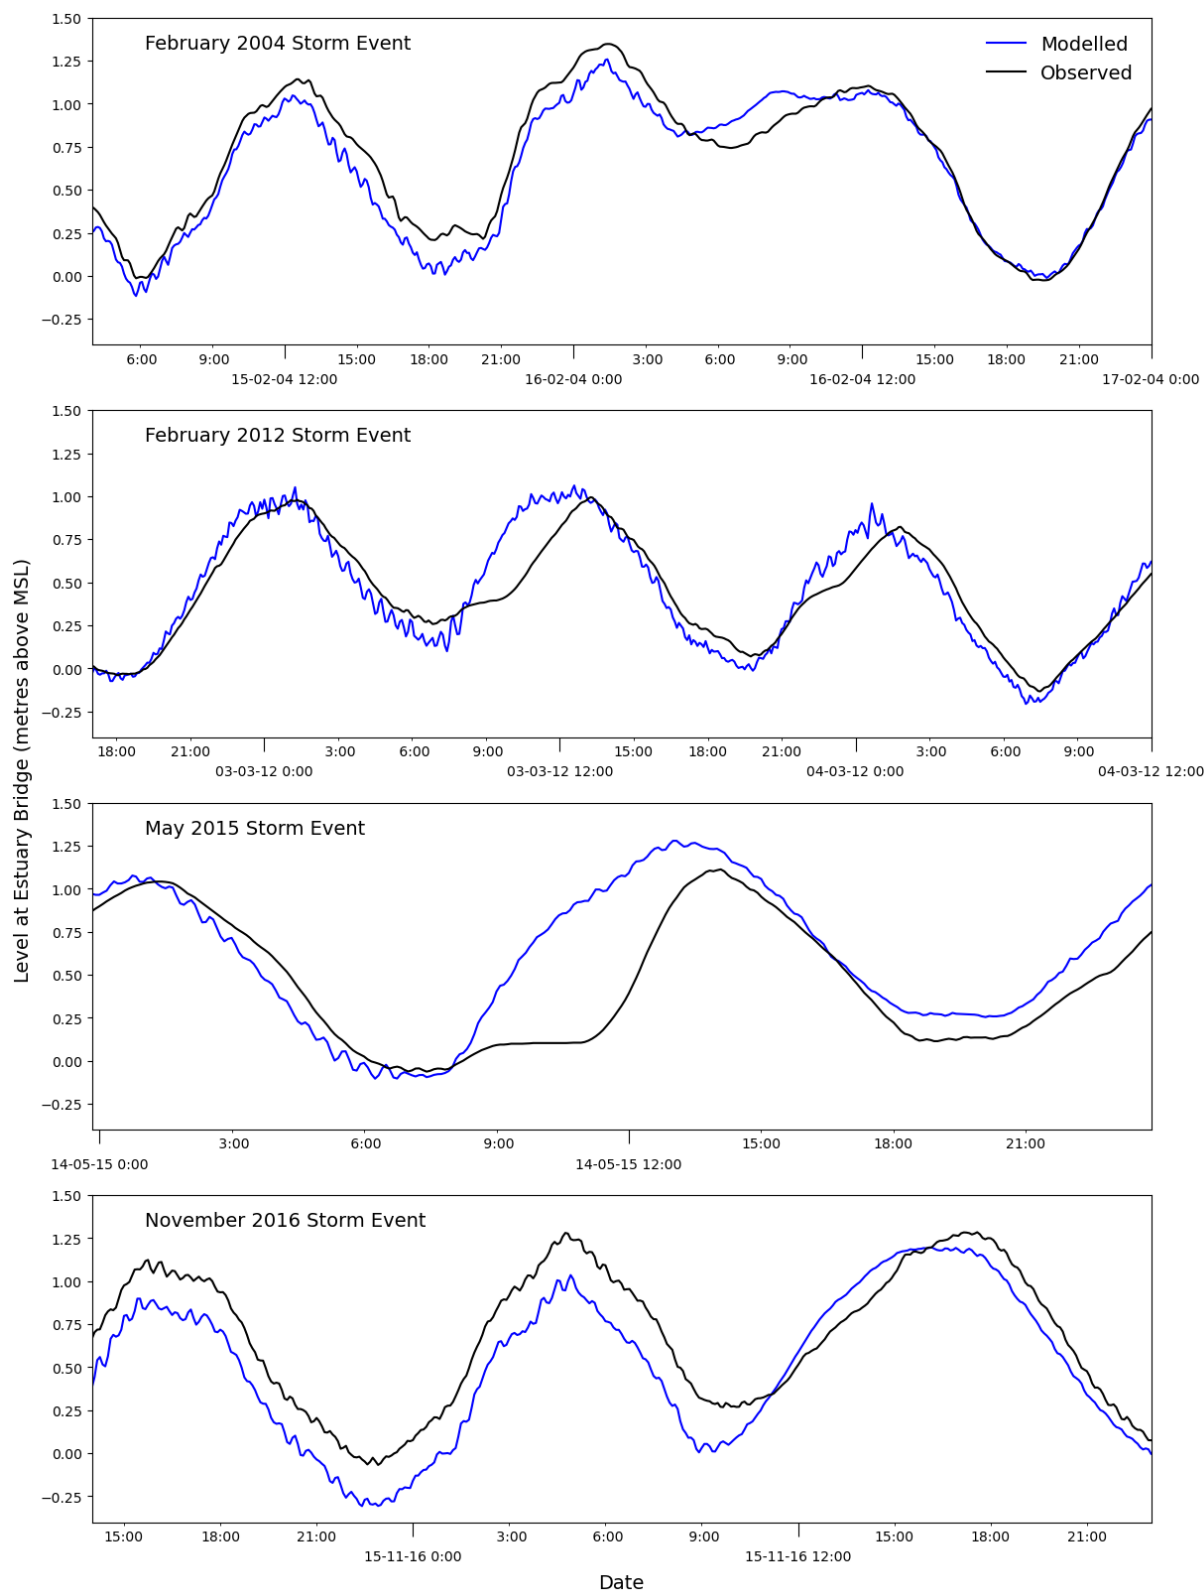 February 2004 Storm Event
Modelled
Observed
1.50
1.25
1.00
0.75
0.50
0.25
0.00
−0.25
6:00 9:00 15:00 18:00 21:00 3:00 6:00 9:00 15:00 18:00 21:00
15-02-04 12:00 16-02-04 0:00 16-02-04 12:00 17-02-04 0:00
February 2012 Storm Event
1.50
1.25
1.00
0.75
0.50
0.25
0.00
−0.25
18:00 21:00 3:00 6:00 9:00 15:00 18:00 21:00 3:00 6:00 9:00
03-03-12 0:00 03-03-12 12:00 04-03-12 0:00 04-03-12 12:00
Level at Estuary Bridge (metres above MSL)
May 2015 Storm Event
1.50
1.25
1.00
0.75
0.50
0.25
0.00
−0.25
3:00 6:00 9:00 15:00 18:00 21:00
14-05-15 0:00 14-05-15 12:00
November 2016 Storm Event
1.50
1.25
1.00
0.75
0.50
0.25
0.00
−0.25
15:00 18:00 21:00 3:00 6:00 9:00 15:00 18:00 21:00
15-11-16 0:00 15-11-16 12:00
Date